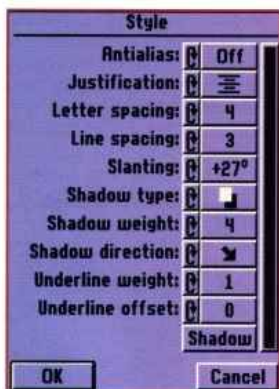 Style
Antialias: Off
Justification:
Letter spacing: 4
Line spacing: 3
Slanting: +27°
Shadow type:
Shadow weight: 4
Shadow direction:
Underline weight: 1
Underline offset: 0
Shadow
OK Cancel